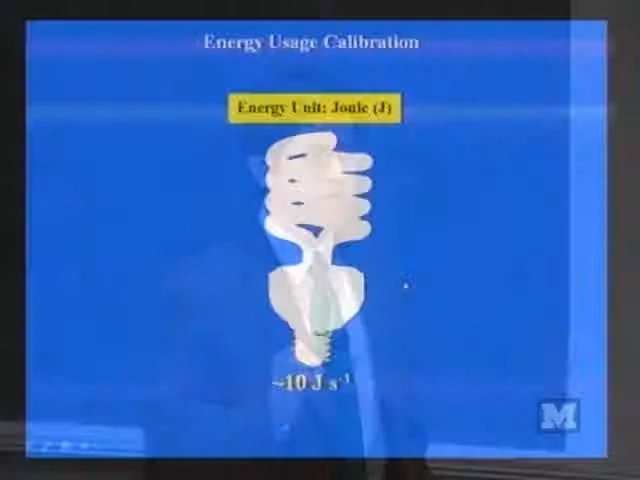 Energy Usage Calibration
Energy Unit: Joule (J)
~10 J s⁻¹
M